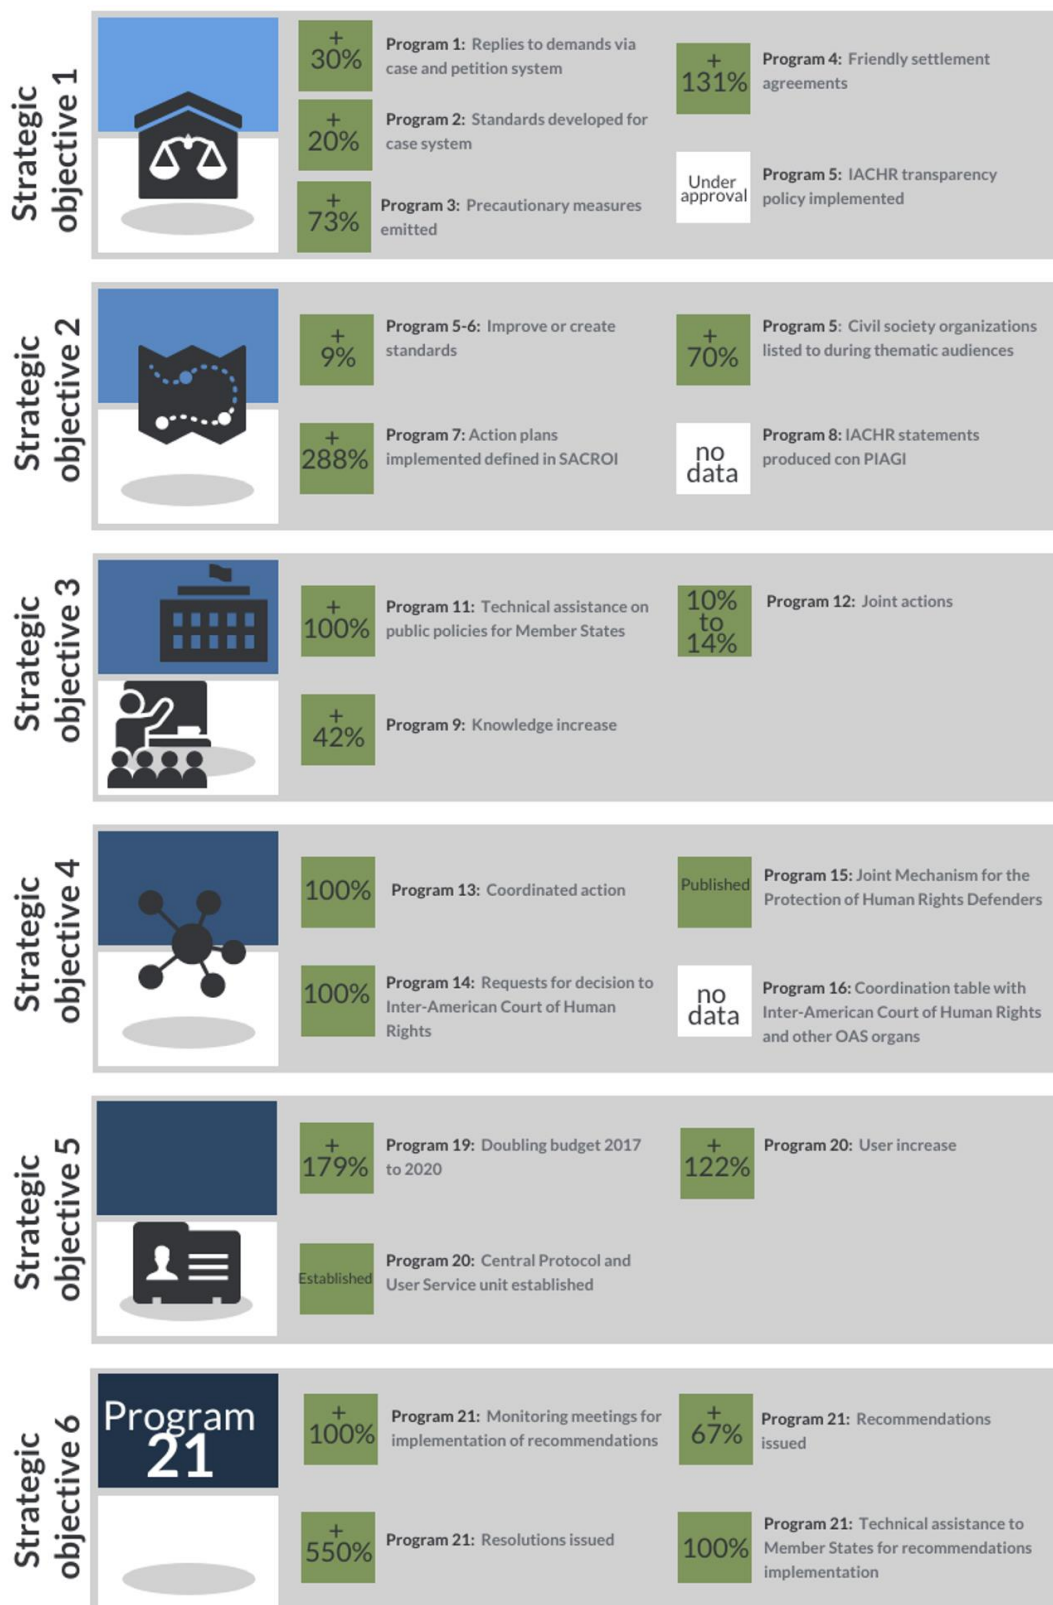 Strategic
objective 1
+
30%
Program 1: Replies to demands via
case and petition system
+
20%
Program 2: Standards developed for
case system
+
73%
Program 3: Precautionary measures
emitted
+
131%
Program 4: Friendly settlement
agreements
Under
approval
Program 5: IACHR transparency
policy implemented
Strategic
objective 2
+
9%
Program 5-6: Improve or create
standards
+
288%
Program 7: Action plans
implemented defined in SACROI
+
70%
Program 5: Civil society organizations
listed to during thematic audiences
no
data
Program 8: IACHR statements
produced con PIAGI
Strategic
objective 3
+
100%
Program 11: Technical assistance on
public policies for Member States
+
42%
Program 9: Knowledge increase
10%
to
14%
Program 12: Joint actions
Strategic
objective 4
100%
Program 13: Coordinated action
100%
Program 14: Requests for decision to
Inter-American Court of Human
Rights
Published
Program 15: Joint Mechanism for the
Protection of Human Rights Defenders
no
data
Program 16: Coordination table with
Inter-American Court of Human Rights
and other OAS organs
Strategic
objective 5
+
179%
Program 19: Doubling budget 2017
to 2020
Established
Program 20: Central Protocol and
User Service unit established
+
122%
Program 20: User increase
Strategic
objective 6
Program
21
+
100%
Program 21: Monitoring meetings for
implementation of recommendations
+
550%
Program 21: Resolutions issued
+
67%
Program 21: Recommendations
issued
100%
Program 21: Technical assistance to
Member States for recommendations
implementation